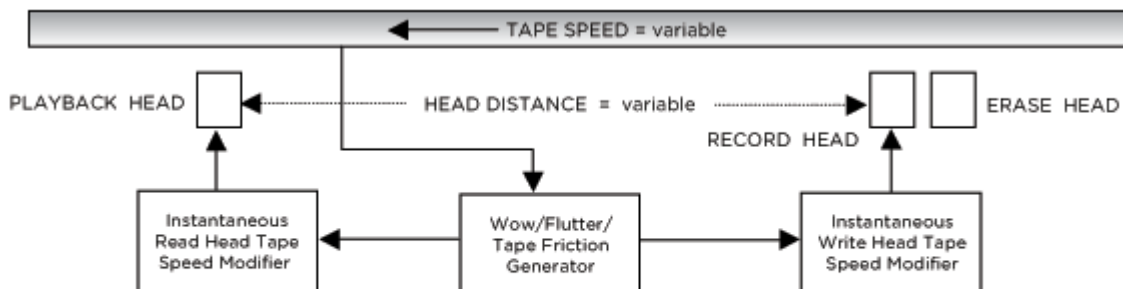 TAPE SPEED = variable
PLAYBACK HEAD
HEAD DISTANCE = variable
ERASE HEAD
RECORD HEAD
Instantaneous
Read Head Tape
Speed Modifier
Wow/Flutter/
Tape Friction
Generator
Instantaneous
Write Head Tape
Speed Modifier